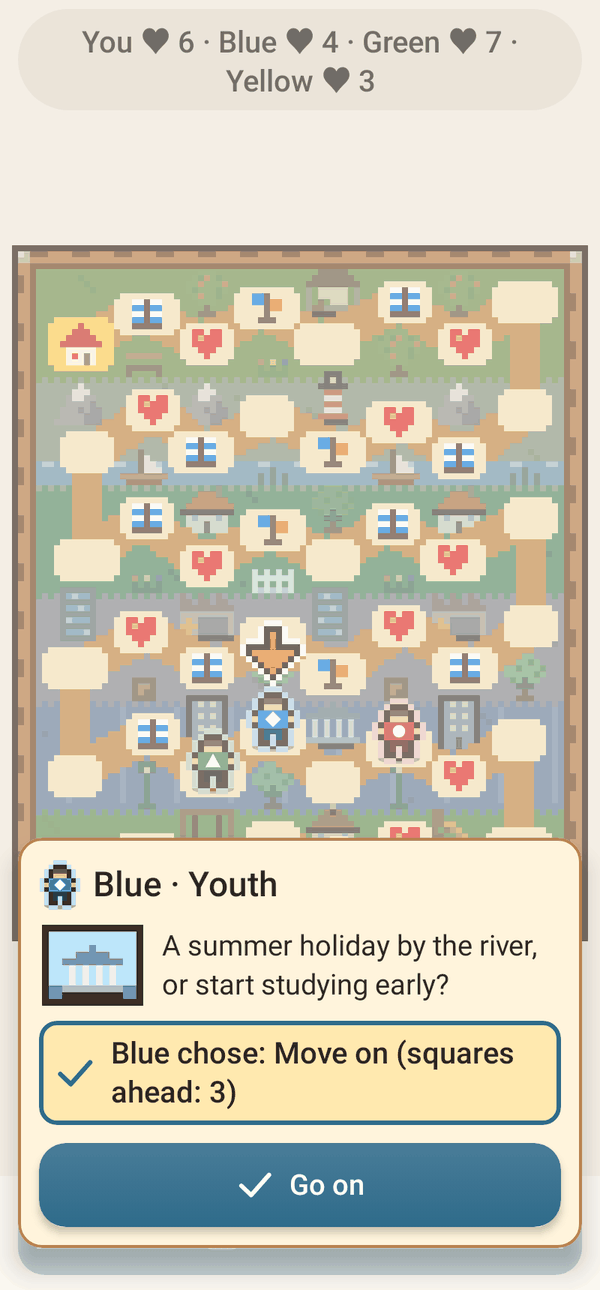 You ♥ 6 · Blue ♥ 4 · Green ♥ 7 ·
Yellow ♥ 3
Blue · Youth
A summer holiday by the river,
or start studying early?
Blue chose: Move on (squares
ahead: 3)
Go on